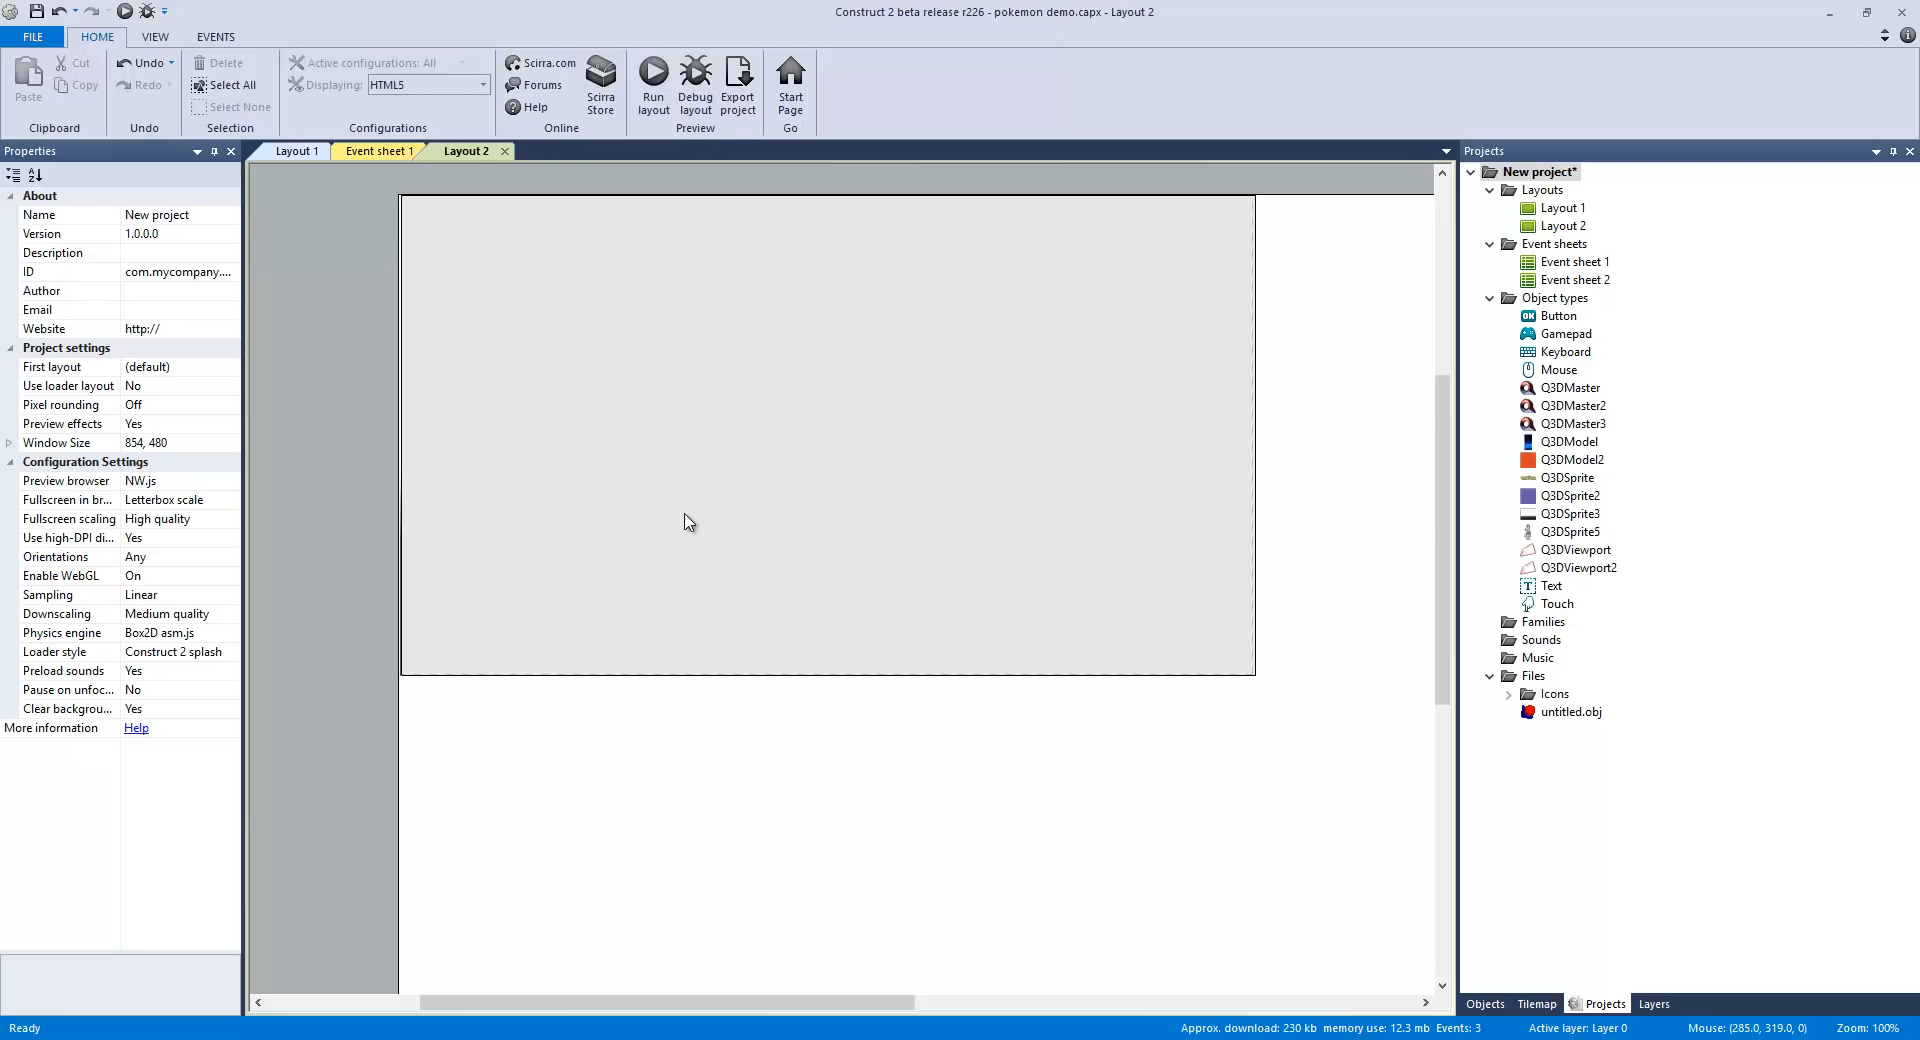 Construct 2 beta release r226 - pokemon demo.capx - Layout 2
FILE HOME VIEW EVENTS
Paste Cut Copy Clipboard
Undo Redo Undo
Delete Select All Select None Selection
Active configurations: All
Displaying: HTML5
Configurations
Scirra.com Forums Help Scirra Store Online
Run layout Debug layout Export project Preview
Start Page Go
Properties
About
Name New project
Version 1.0.0.0
Description
ID com.mycompany....
Author
Email
Website http://
Project settings
First layout (default)
Use loader layout No
Pixel rounding Off
Preview effects Yes
Window Size 854, 480
Configuration Settings
Preview browser NW.js
Fullscreen in br... Letterbox scale
Fullscreen scaling High quality
Use high-DPI di... Yes
Orientations Any
Enable WebGL On
Sampling Linear
Downscaling Medium quality
Physics engine Box2D asm.js
Loader style Construct 2 splash
Preload sounds Yes
Pause on unfoc... No
Clear backgrou... Yes
More information Help
Layout 1 Event sheet 1 Layout 2
Projects
New project*
Layouts
Layout 1
Layout 2
Event sheets
Event sheet 1
Event sheet 2
Object types
OK Button
Gamepad
Keyboard
Mouse
Q3DMaster
Q3DMaster2
Q3DMaster3
Q3DModel
Q3DModel2
Q3DSprite
Q3DSprite2
Q3DSprite3
Q3DSprite5
Q3DViewport
Q3DViewport2
T Text
Touch
Families
Sounds
Music
Files
Icons
untitled.obj
Objects Tilemap Projects Layers
Ready
Approx. download: 230 kb memory use: 12.3 mb Events: 3 Active layer: Layer 0 Mouse: (285.0, 319.0, 0) Zoom: 100%